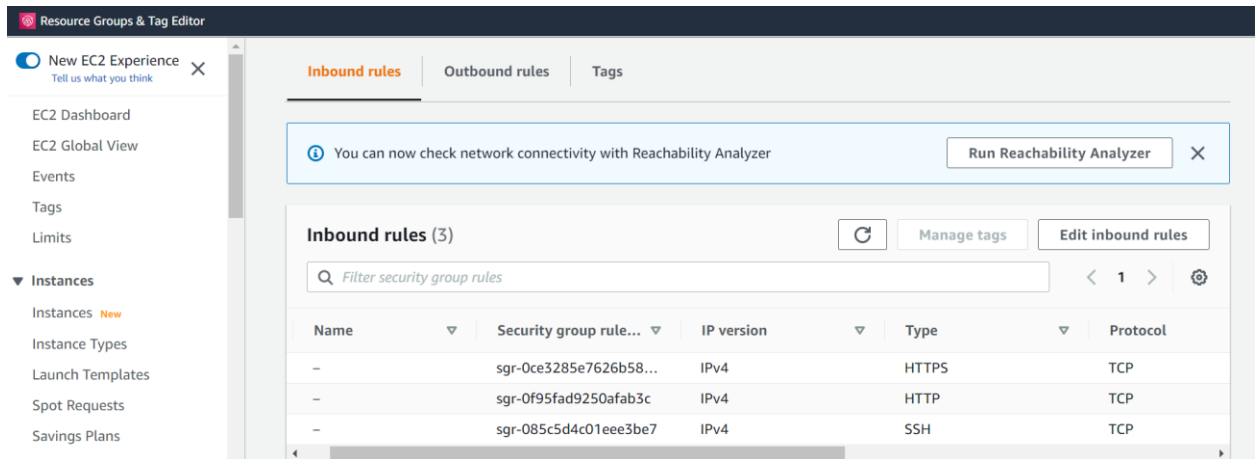 Resource Groups & Tag Editor
New EC2 Experience
Tell us what you think
EC2 Dashboard
EC2 Global View
Events
Tags
Limits
Instances
Instances New
Instance Types
Launch Templates
Spot Requests
Savings Plans
Inbound rules Outbound rules Tags
You can now check network connectivity with Reachability Analyzer Run Reachability Analyzer
Inbound rules (3) Manage tags Edit inbound rules
Filter security group rules 1
Name Security group rule... IP version Type Protocol
– sgr-0ce3285e7626b58... IPv4 HTTPS TCP
– sgr-0f95fad9250afab3c IPv4 HTTP TCP
– sgr-085c5d4c01eee3be7 IPv4 SSH TCP